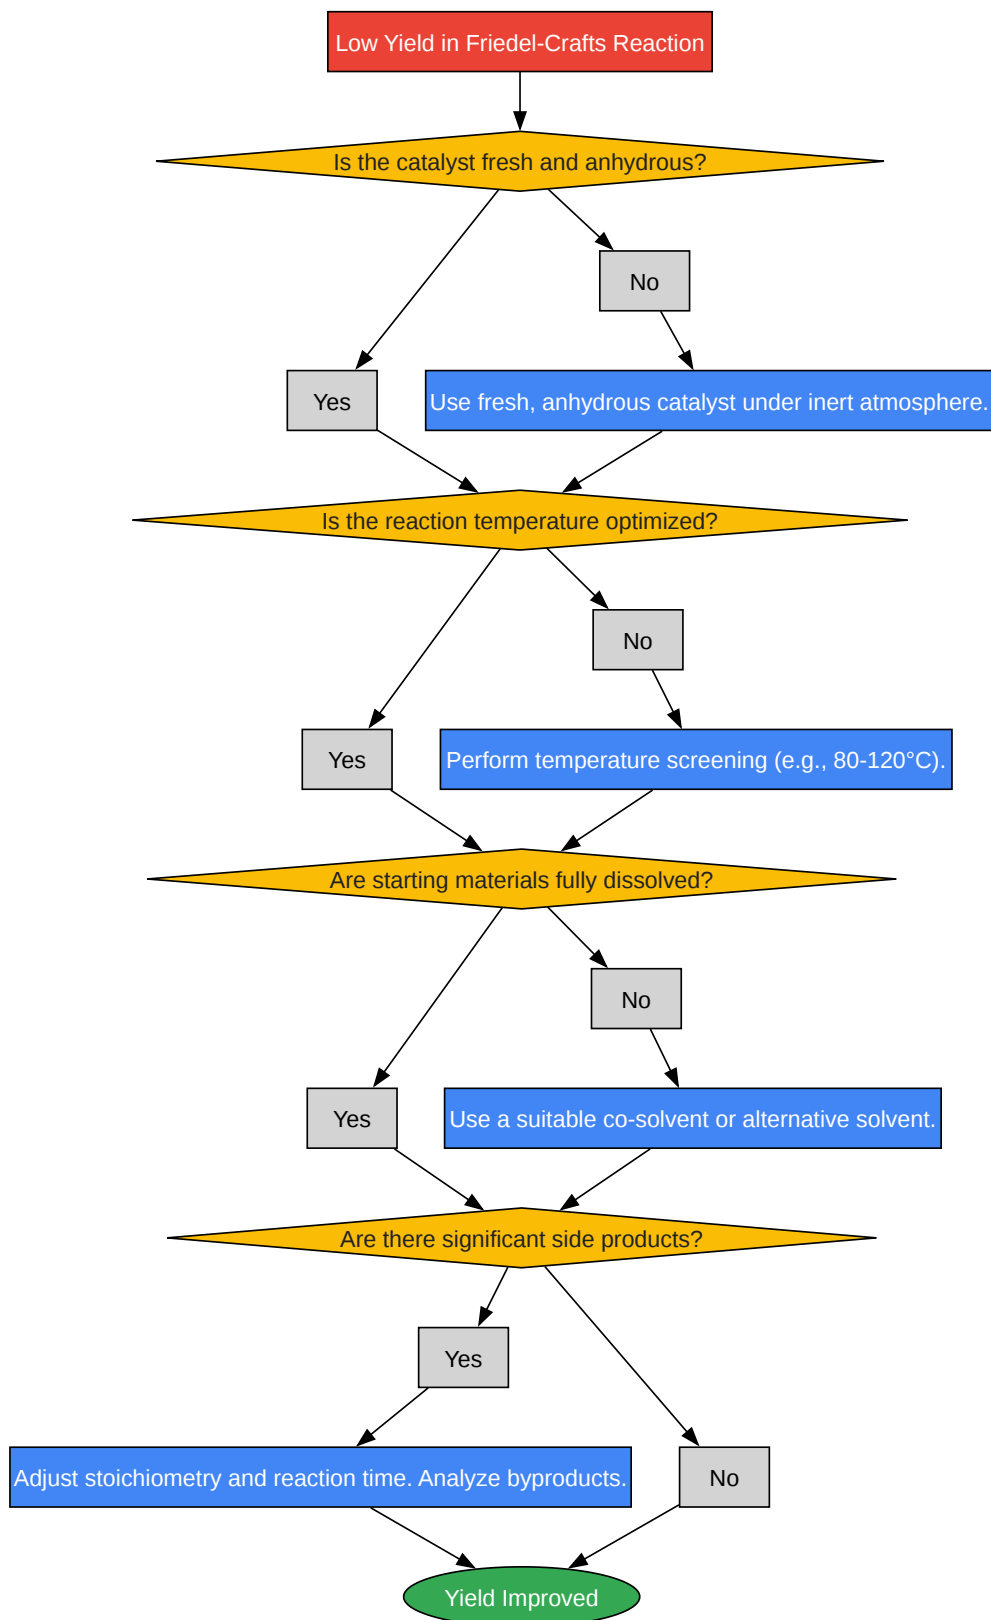 Low Yield in Friedel-Crafts Reaction
Is the catalyst fresh and anhydrous?
No
Yes
Use fresh, anhydrous catalyst under inert atmosphere.
Is the reaction temperature optimized?
No
Yes
Perform temperature screening (e.g., 80-120°C).
Are starting materials fully dissolved?
No
Yes
Use a suitable co-solvent or alternative solvent.
Are there significant side products?
Yes
Adjust stoichiometry and reaction time. Analyze byproducts.
No
Yield Improved